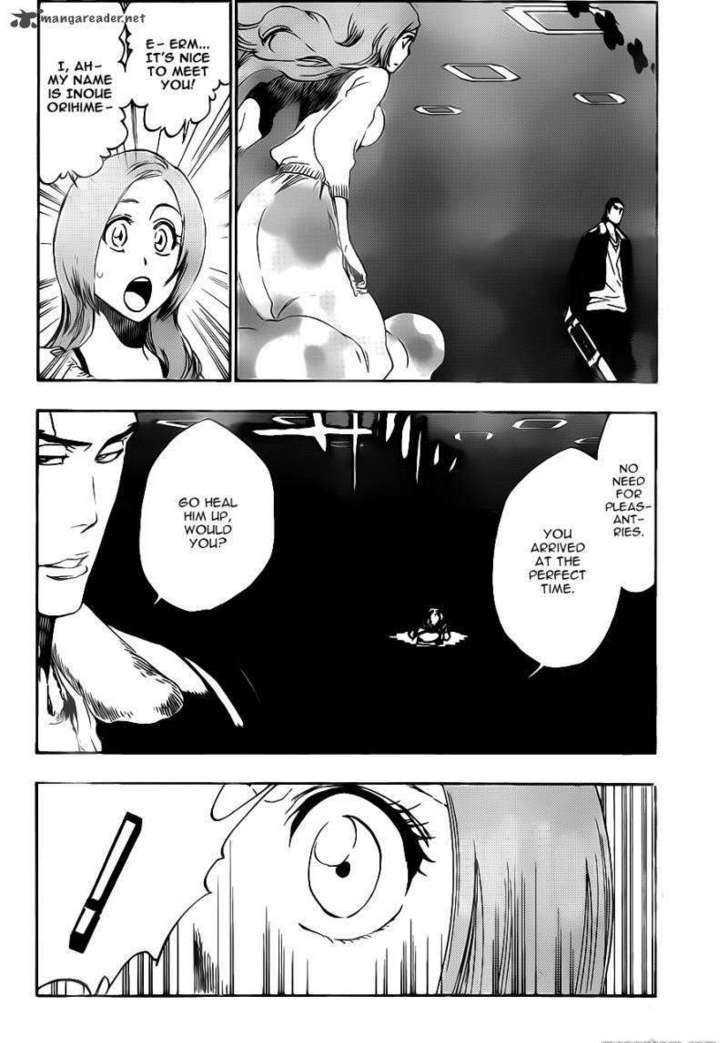 mangareader.net
E- ERM...
IT'S NICE
TO MEET
YOU!
I, AH-
MY NAME
IS INOUE
ORIHIME-
NO
NEED
FOR
PLEAS-
ANT-
RIES.
YOU
ARRIVED
AT THE
PERFECT
TIME.
GO HEAL
HIM UP,
WOULD
YOU?